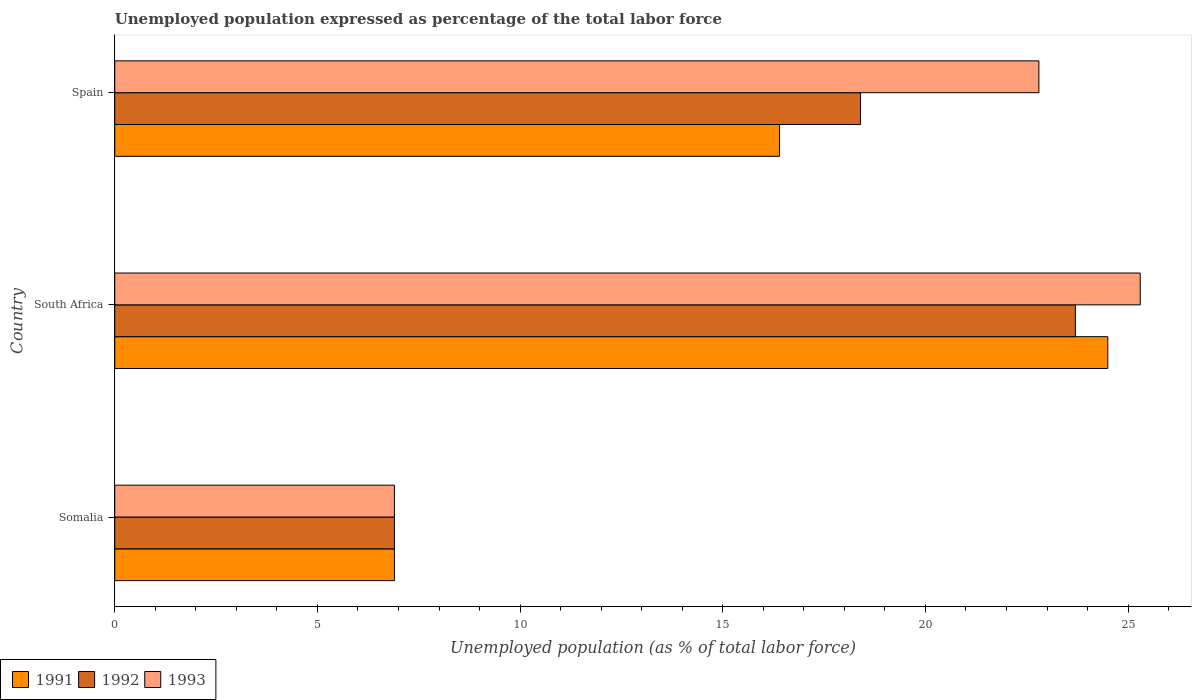 Unemployed population expressed as percentage of the total labor force
Spain
South Africa
Somalia
Country
0
5
10
15
20
25
Unemployed population (as % of total labor force)
1991
1992
1993